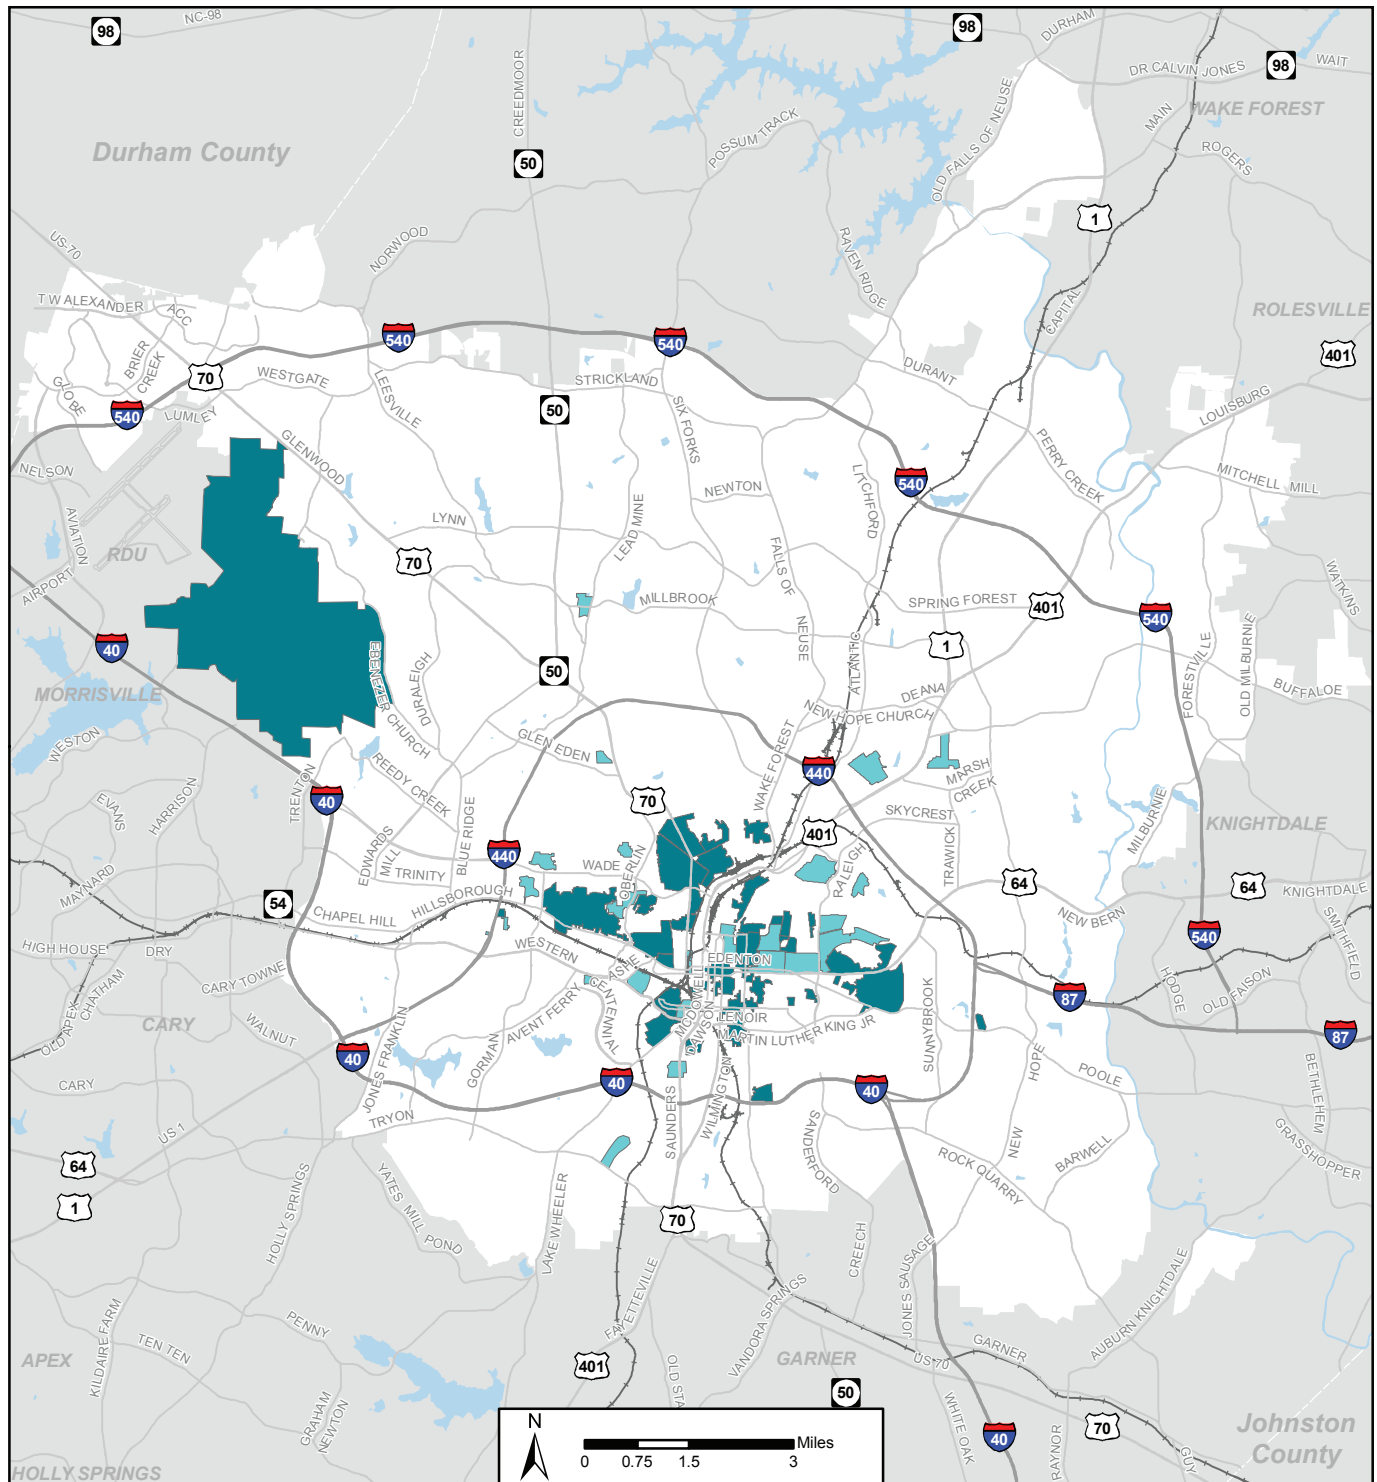 NC-98
98
98
DURHAM
DR CALVIN JONES
98
WAIT
WAKE FOREST
MAIN
ROGERS
CREEDMOOR
Durham County
50
POSSUM TRACK
OLD FALLS OF NEUSE
1
US-70
NORWOOD
RAVEN RIDGE
T W ALEXANDER
ACC
CAPITAL
ROLESVILLE
540
540
401
BRIER
CREEK
70
WESTGATE
STRICKLAND
DURANT
GLOBE
540
LUMLEY
LEESVILLE
50
SIX FORKS
LOUISBURG
GLENWOOD
PERRY CREEK
NELSON
NEWTON
LITCHFORD
540
MITCHELL MILL
AVIATION
LYNN
LEAD MINE
RDU
70
FALLS OF
NEUSE
AIRPORT
MILLBROOK
SPRING FOREST
401
540
WATKINS
40
EBENEZER CHURCH
DURALEIGH
50
ATLANTIC
1
FORESTVILLE
OLD MILBURNIE
BUFFALOE
MORRISVILLE
DEANA
NEW HOPE CHURCH
WESTON
GLEN EDEN
WAKE FOREST
440
MARSH
CREEK
REEDY CREEK
TRENTON
40
70
EVANS
HARRISON
401
SKYCREST
MILBURNIE
KNIGHTDALE
BLUE RIDGE
EDWARDS
MILL
440
WADE
OBERLIN
RALEIGH
TRAWICK
64
64
KNIGHTDALE
MAYNARD
TRINITY
54
CHAPEL HILL
HILLSBOROUGH
NEW BERN
SMITHFIELD
HIGH HOUSE
DRY
WESTERN
540
EDENTON
CARY TOWNE
CHATHAM
ASHE
MCDOWELL
HODGE
OLD FAISON
OLD APEX
CARY
WALNUT
AVENT FERRY
CENTENNIAL
DAWSON
LENOIR
MARTIN LUTHER KING JR
SUNNYBROOK
87
87
JONES FRANKLIN
GORMAN
40
40
40
HOPE
POOLE
CARY
BETHLEHEM
US 1
TRYON
SAUNDERS
WILMINGTON
SANDERFORD
NEW
BARWELL
GRASSHOPPER
64
ROCK QUARRY
1
YATES MILL POND
HOLLY SPRINGS
LAKE WHEELER
70
CREECH
JONES SAUSAGE
AUBURN KNIGHTDALE
FAYETTEVILLE
VANDORA SPRINGS
KILDAIRE FARM
PENNY
TEN TEN
APEX
401
OLD STA
GARNER
US-70
GARNER
50
GRAHAM
NEWTON
WHITE OAK
40
RAYNOR
70
GUY
Johnston
County
HOLLY SPRINGS
N
Miles
0 0.75 1.5 3